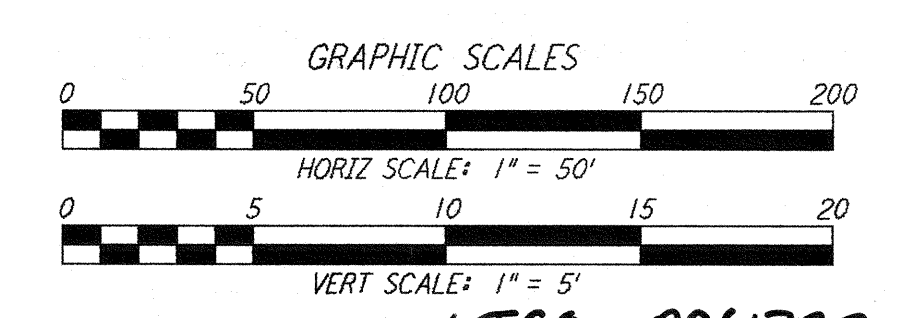 GRAPHIC SCALES
0 50 100 150 200
HORIZ SCALE: 1" = 50'
0 5 10 15 20
VERT SCALE: 1" = 5'